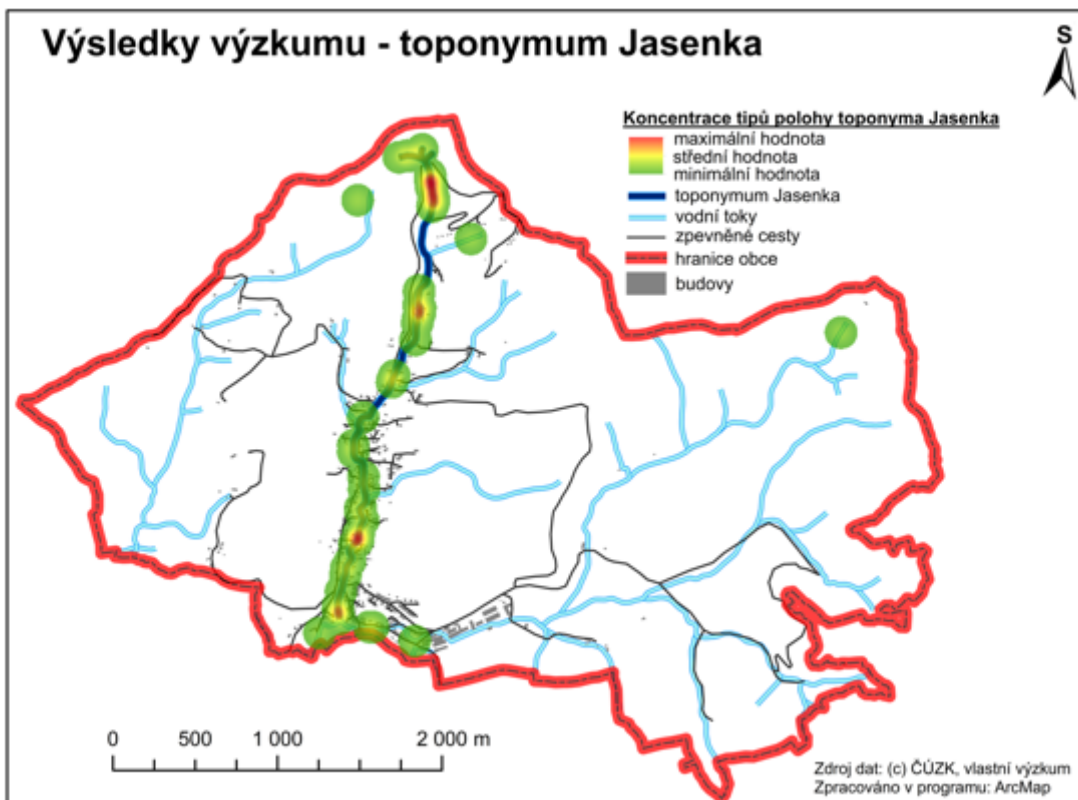 Výsledky výzkumu - toponymum Jasenka
S
Koncentrace tipů polohy toponyma Jasenka
maximální hodnota
střední hodnota
minimální hodnota
toponymum Jasenka
vodní toky
zpevněné cesty
hranice obce
budovy
0 500 1 000 2 000 m
Zdroj dat: (c) ČÚZK, vlastní výzkum
Zpracováno v programu: ArcMap